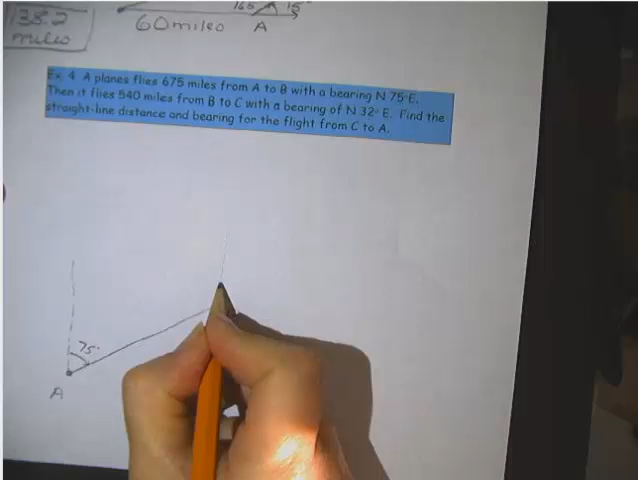 138.2
miles
165 15°
60 miles A
Ex. 4 A planes flies 675 miles from A to B with a bearing N 75°E.
Then it flies 540 miles from B to C with a bearing of N 32° E. Find the
straight-line distance and bearing for the flight from C to A.
75°
A